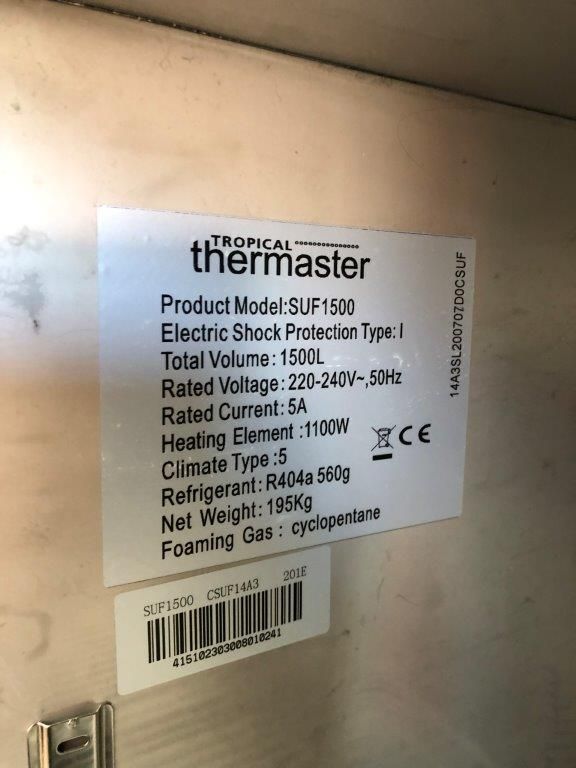 TROPICAL
thermaster
Product Model:SUF1500
Electric Shock Protection Type: I
Total Volume: 1500L
Rated Voltage: 220-240V~,50Hz
Rated Current: 5A
Heating Element :1100W
Climate Type :5
Refrigerant: R404a 560g
Net Weight: 195Kg
Foaming Gas : cyclopentane
CE
14A3SL200707D0CSUF
SUF1500 CSUF14A3 201E
415102303008010241